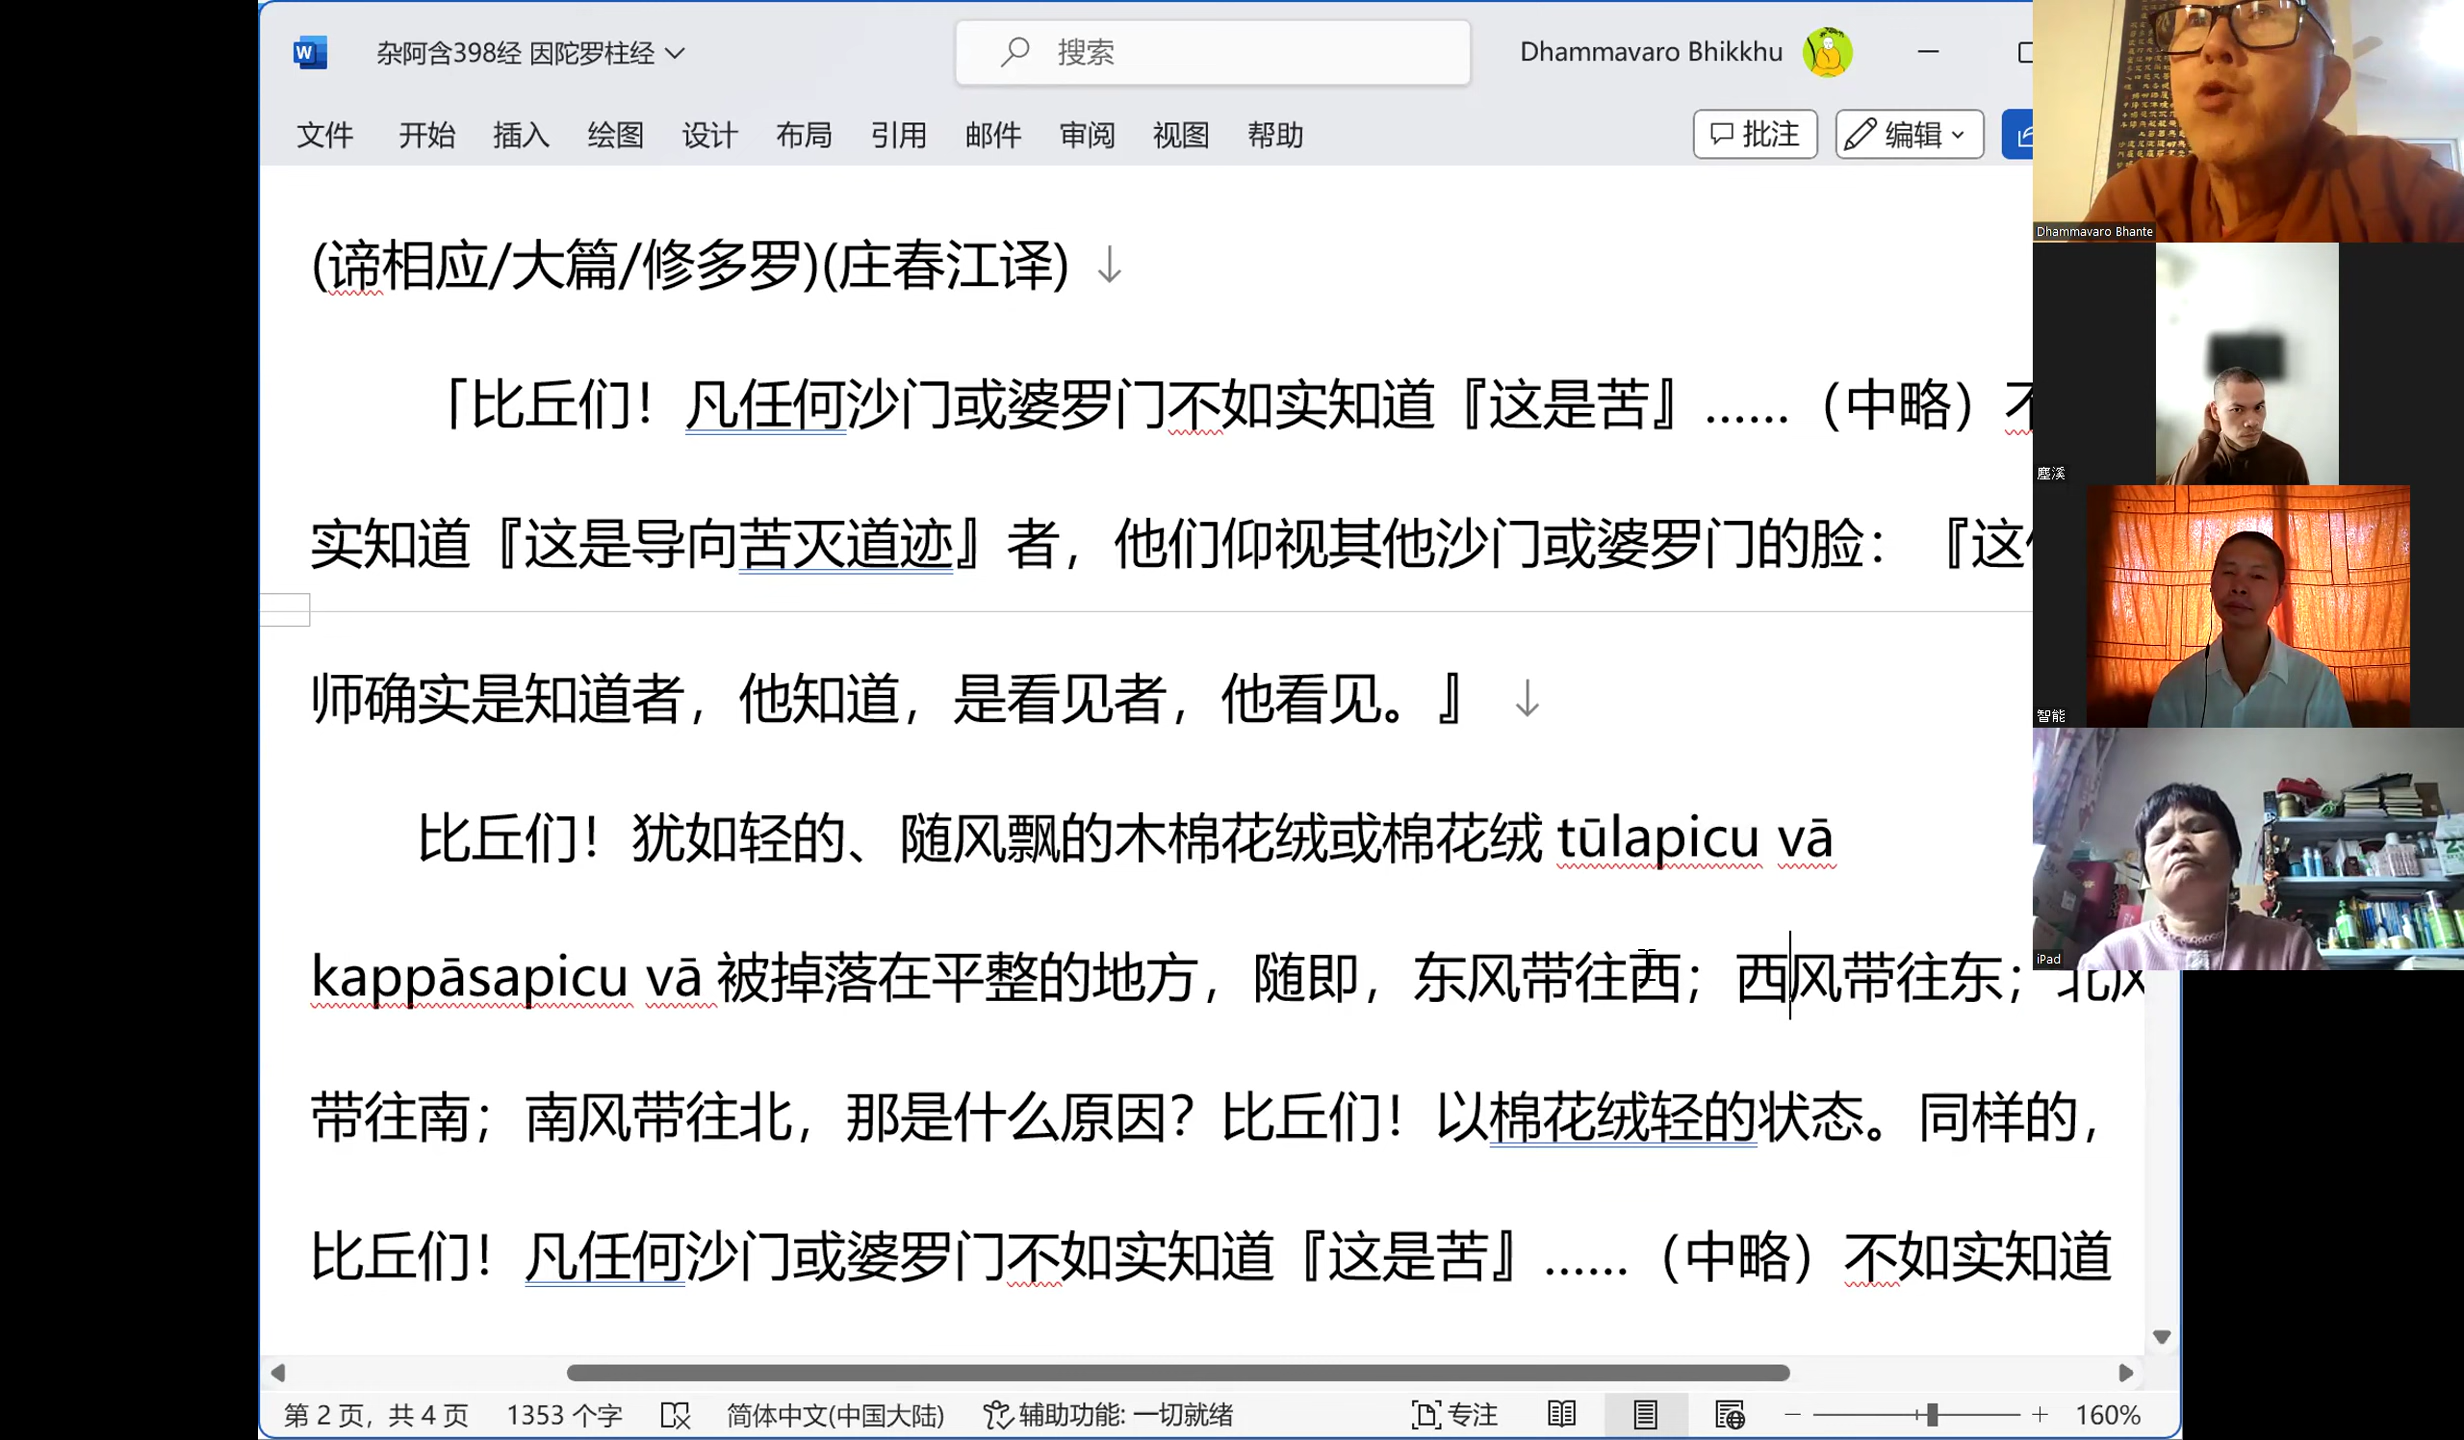 杂阿含398经 因陀罗柱经
搜索
Dhammavaro Bhikkhu
文件 开始 插入 绘图 设计 布局 引用 邮件 审阅 视图 帮助
批注 编辑
(谛相应/大篇/修多罗)(庄春江译) ↓
「比丘们！凡任何沙门或婆罗门不如实知道『这是苦』……（中略）不
实知道『这是导向苦灭道迹』者，他们仰视其他沙门或婆罗门的脸：『这
师确实是知道者，他知道，是看见者，他看见。』 ↓
比丘们！犹如轻的、随风飘的木棉花绒或棉花绒 tūlapicu vā
kappāsapicu vā 被掉落在平整的地方，随即，东风带往西；西风带往东；北风
带往南；南风带往北，那是什么原因？比丘们！以棉花绒轻的状态。同样的，
比丘们！凡任何沙门或婆罗门不如实知道『这是苦』……（中略）不如实知道
第 2 页，共 4 页 1353 个字 简体中文(中国大陆) 辅助功能: 一切就绪 专注 160%
Dhammavaro Bhante
塵溪
智能
iPad